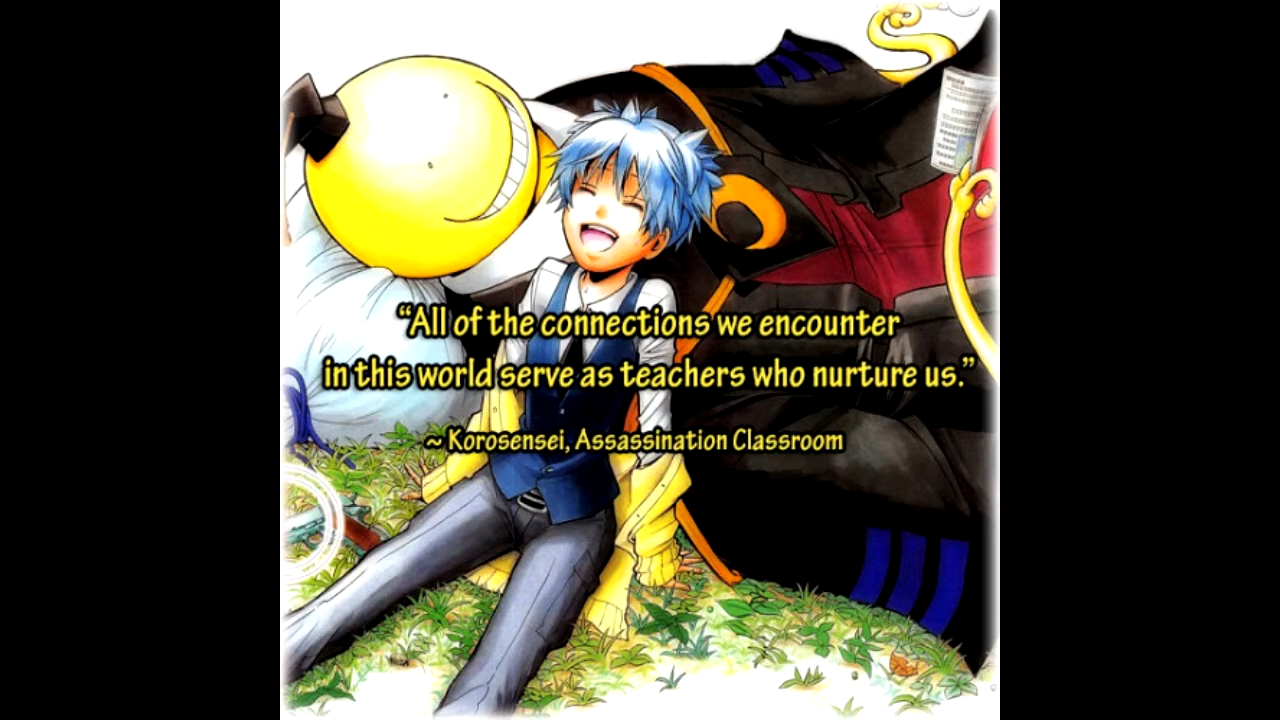 “All of the connections we encounter
in this world serve as teachers who nurture us.”
~ Korosensei, Assassination Classroom